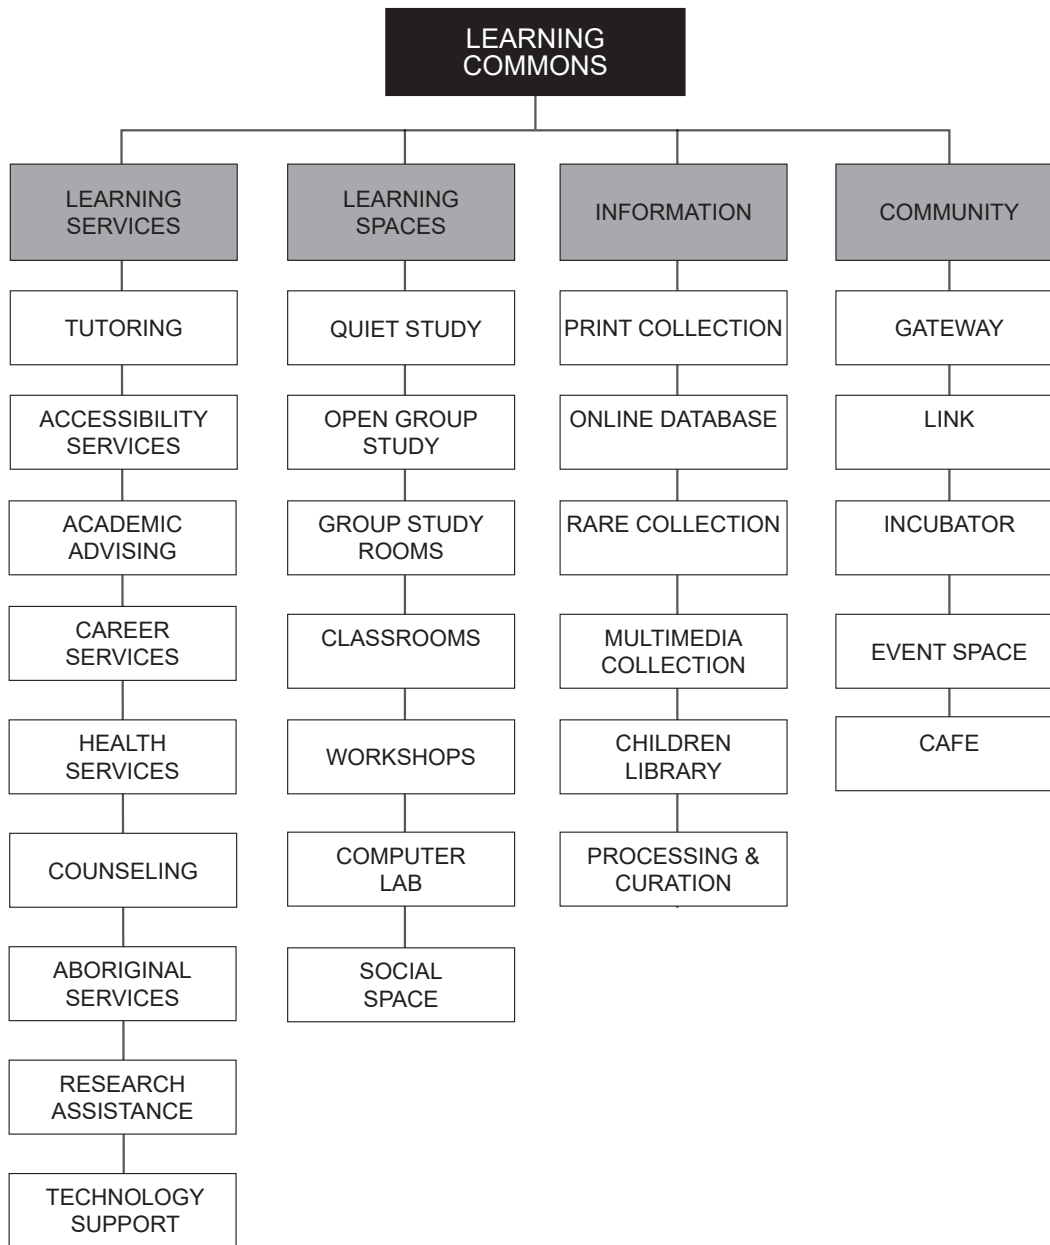 LEARNING
COMMONS
LEARNING
SERVICES
TUTORING
ACCESSIBILITY
SERVICES
ACADEMIC
ADVISING
CAREER
SERVICES
HEALTH
SERVICES
COUNSELING
ABORIGINAL
SERVICES
RESEARCH
ASSISTANCE
TECHNOLOGY
SUPPORT
LEARNING
SPACES
QUIET STUDY
OPEN GROUP
STUDY
GROUP STUDY
ROOMS
CLASSROOMS
WORKSHOPS
COMPUTER
LAB
SOCIAL
SPACE
INFORMATION
PRINT COLLECTION
ONLINE DATABASE
RARE COLLECTION
MULTIMEDIA
COLLECTION
CHILDREN
LIBRARY
PROCESSING &
CURATION
COMMUNITY
GATEWAY
LINK
INCUBATOR
EVENT SPACE
CAFE